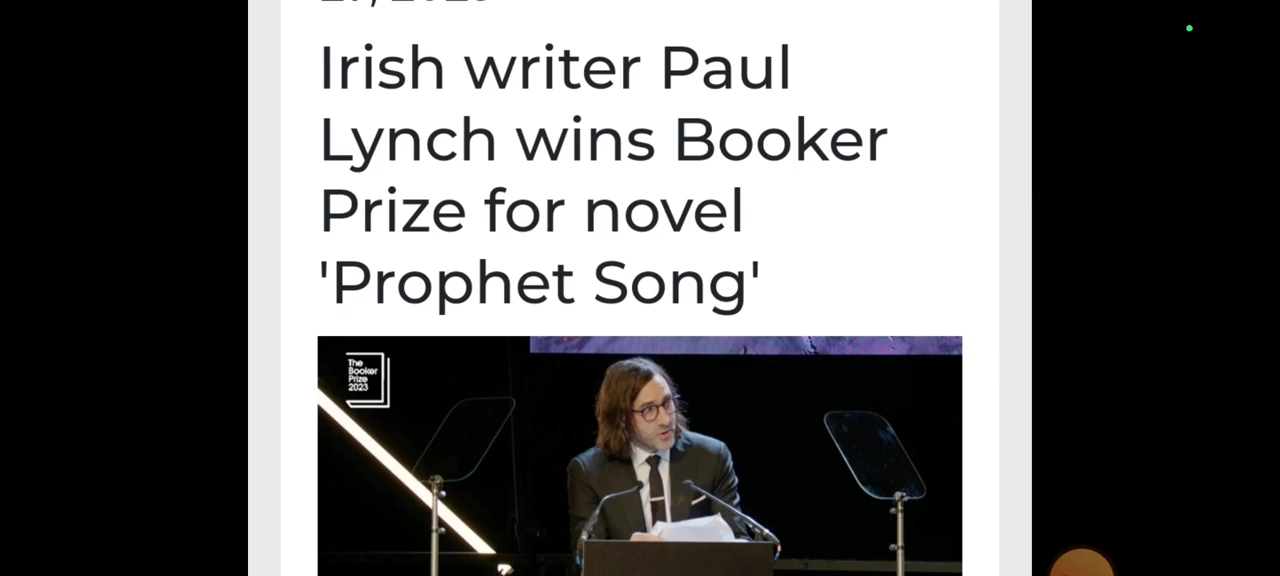 Irish writer Paul
Lynch wins Booker
Prize for novel
'Prophet Song'
The
Booker
Prize
2023